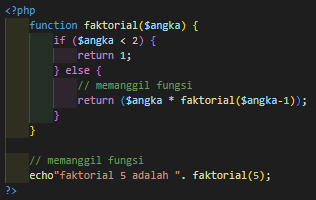 <?php
function faktorial($angka) {
if ($angka < 2) {
return 1;
} else {
// memanggil fungsi
return ($angka * faktorial($angka-1));
}
}
// memanggil fungsi
echo"faktorial 5 adalah ". faktorial(5);
?>